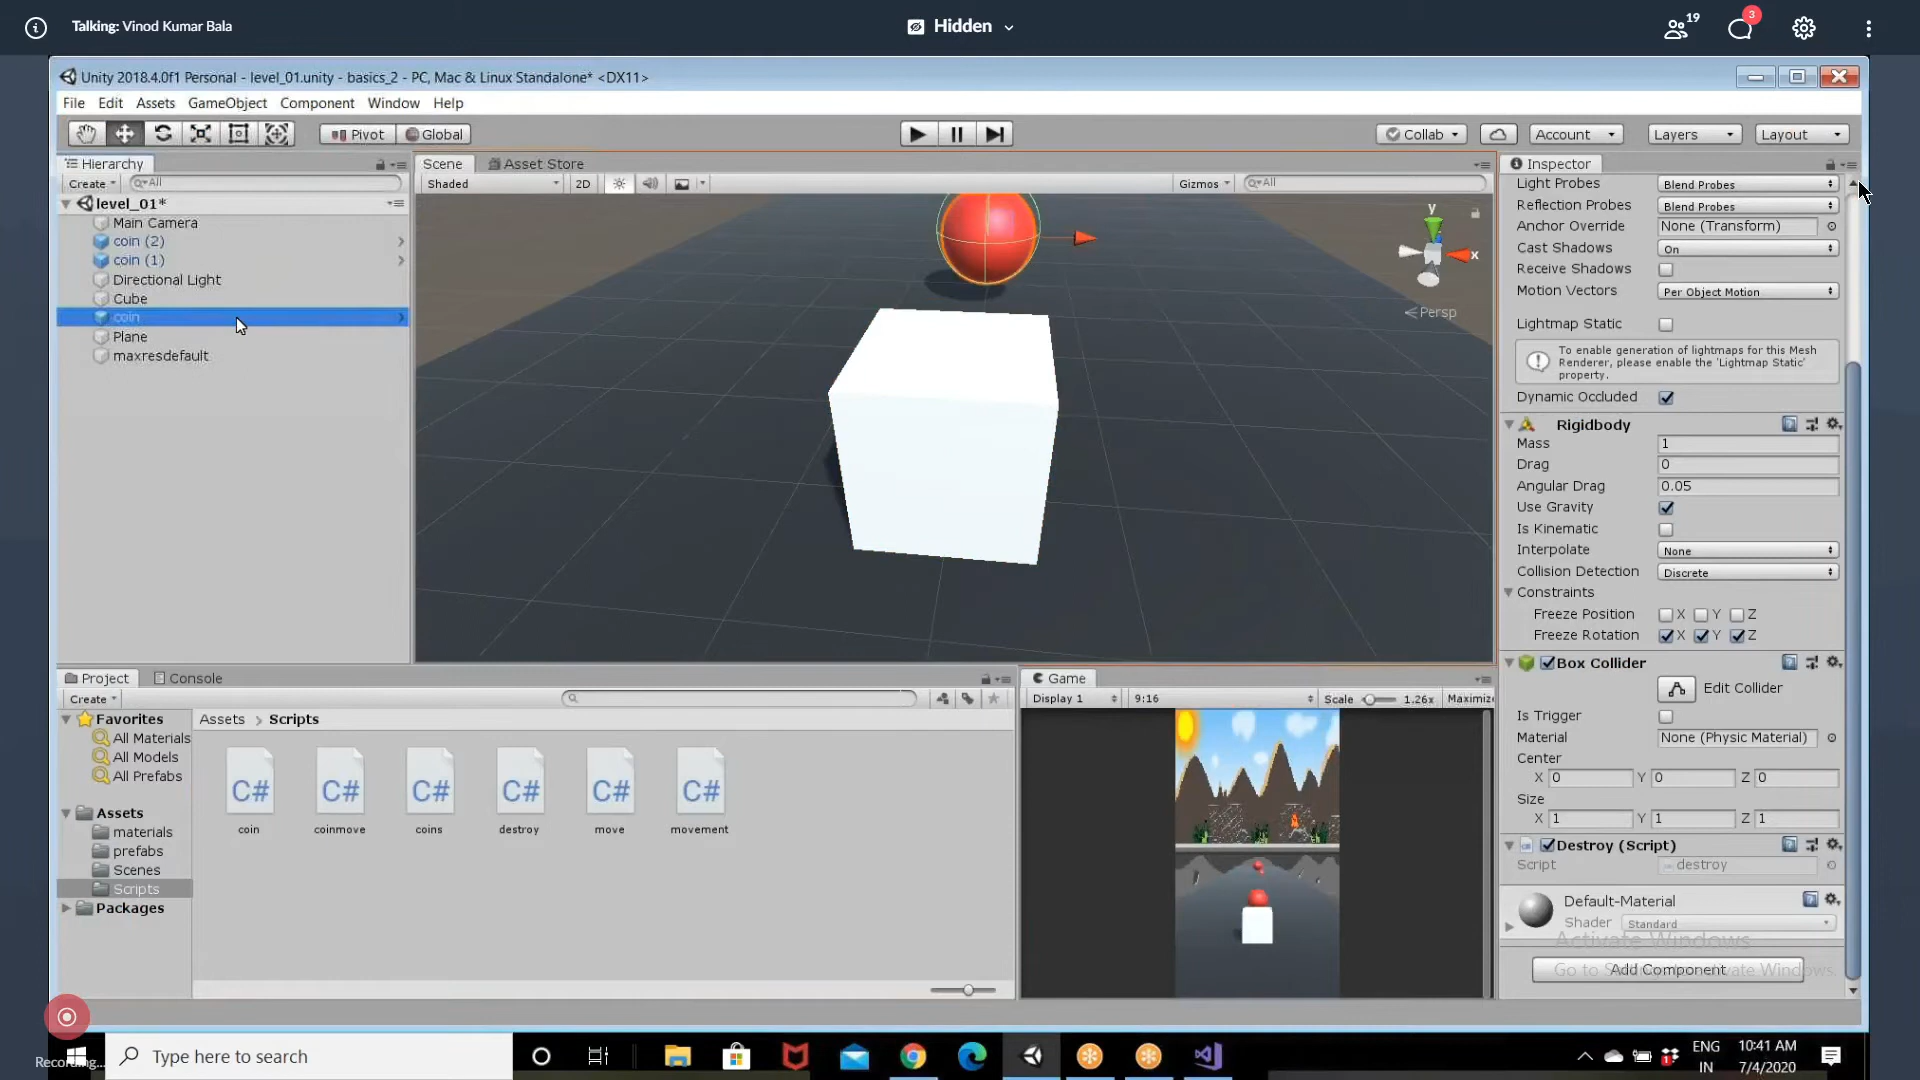 Talking: Vinod Kumar Bala
Hidden
19
3
Unity 2018.4.0f1 Personal - level_01.unity - basics_2 - PC, Mac & Linux Standalone* <DX11>
File Edit Assets GameObject Component Window Help
Pivot Global Collab Account Layers Layout
Hierarchy
Create All
level_01*
Main Camera
coin (2)
coin (1)
Directional Light
Cube
coin
Plane
maxresdefault
Scene Asset Store
Shaded 2D Gizmos All
y
x
Persp
Inspector
Light Probes Blend Probes
Reflection Probes Blend Probes
Anchor Override None (Transform)
Cast Shadows On
Receive Shadows
Motion Vectors Per Object Motion
Lightmap Static
To enable generation of lightmaps for this Mesh
Renderer, please enable the 'Lightmap Static'
property.
Dynamic Occluded
Rigidbody
Mass 1
Drag 0
Angular Drag 0.05
Use Gravity
Is Kinematic
Interpolate None
Collision Detection Discrete
Constraints
Freeze Position X Y Z
Freeze Rotation X Y Z
Box Collider
Edit Collider
Is Trigger
Material None (Physic Material)
Center
X 0 Y 0 Z 0
Size
X 1 Y 1 Z 1
Destroy (Script)
Script destroy
Default-Material
Shader Standard
Activate Windows
Add Component
Project Console
Create
Favorites
All Materials
All Models
All Prefabs
Assets
materials
prefabs
Scenes
Scripts
Packages
Assets > Scripts
C# C# C# C# C# C#
coin coinmove coins destroy move movement
Game
Display 1 9:16 Scale 1.26x Maximiz
Recording...
Type here to search
ENG
IN
10:41 AM
7/4/2020